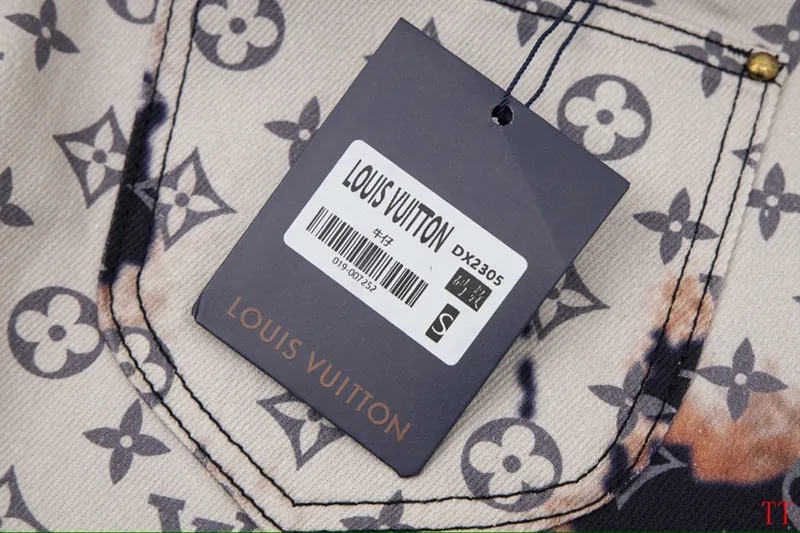 LOUIS VUITTON
牛仔 DX2305
019-007252
S
LOUIS VUITTON
TT